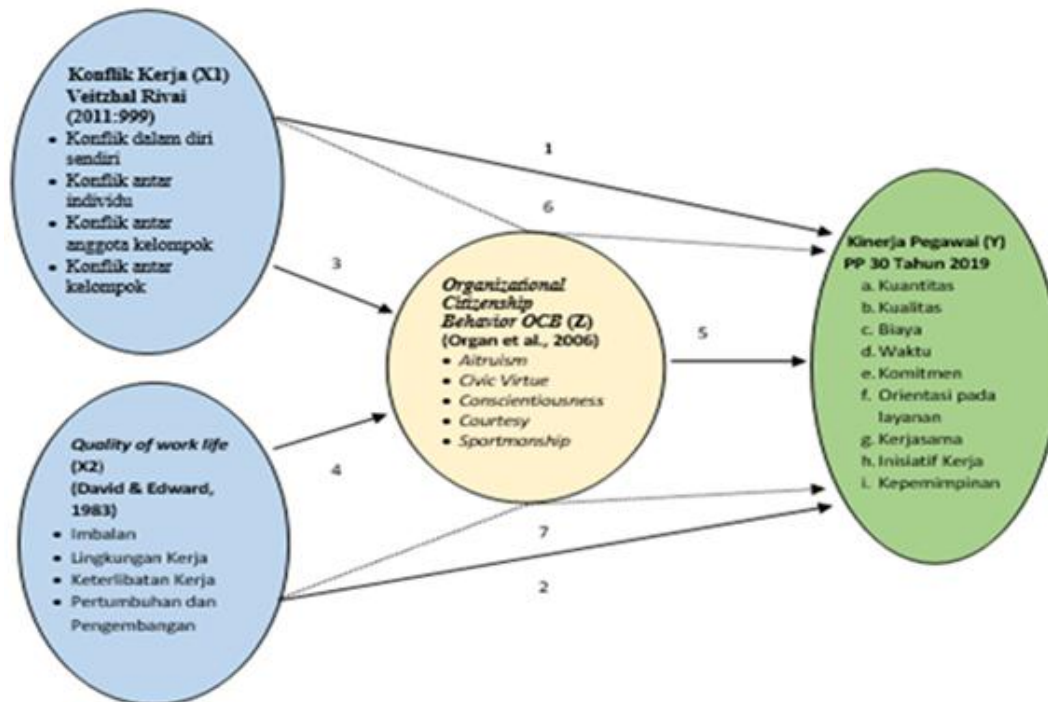 Konflik Kerja (X1)
Veitzhal Rivai
(2011:999)
• Konflik dalam diri
sendiri
• Konflik antar
individu
• Konflik antar
anggota kelompok
• Konflik antar
kelompok
1
6
3
Organizational
Citizenship
Behavior OCB (Z)
(Organ et al., 2006)
• Altruism
• Civic Virtue
• Conscientiousness
• Courtesy
• Sportmanship
5
Kinerja Pegawai (Y)
PP 30 Tahun 2019
a. Kuantitas
b. Kualitas
c. Biaya
d. Waktu
e. Komitmen
f. Orientasi pada
layanan
g. Kerjasama
h. Inisiatif Kerja
i. Kepemimpinan
Quality of work life
(X2)
(David & Edward,
1983)
• Imbalan
• Lingkungan Kerja
• Keterlibatan Kerja
• Pertumbuhan dan
Pengembangan
4
7
2